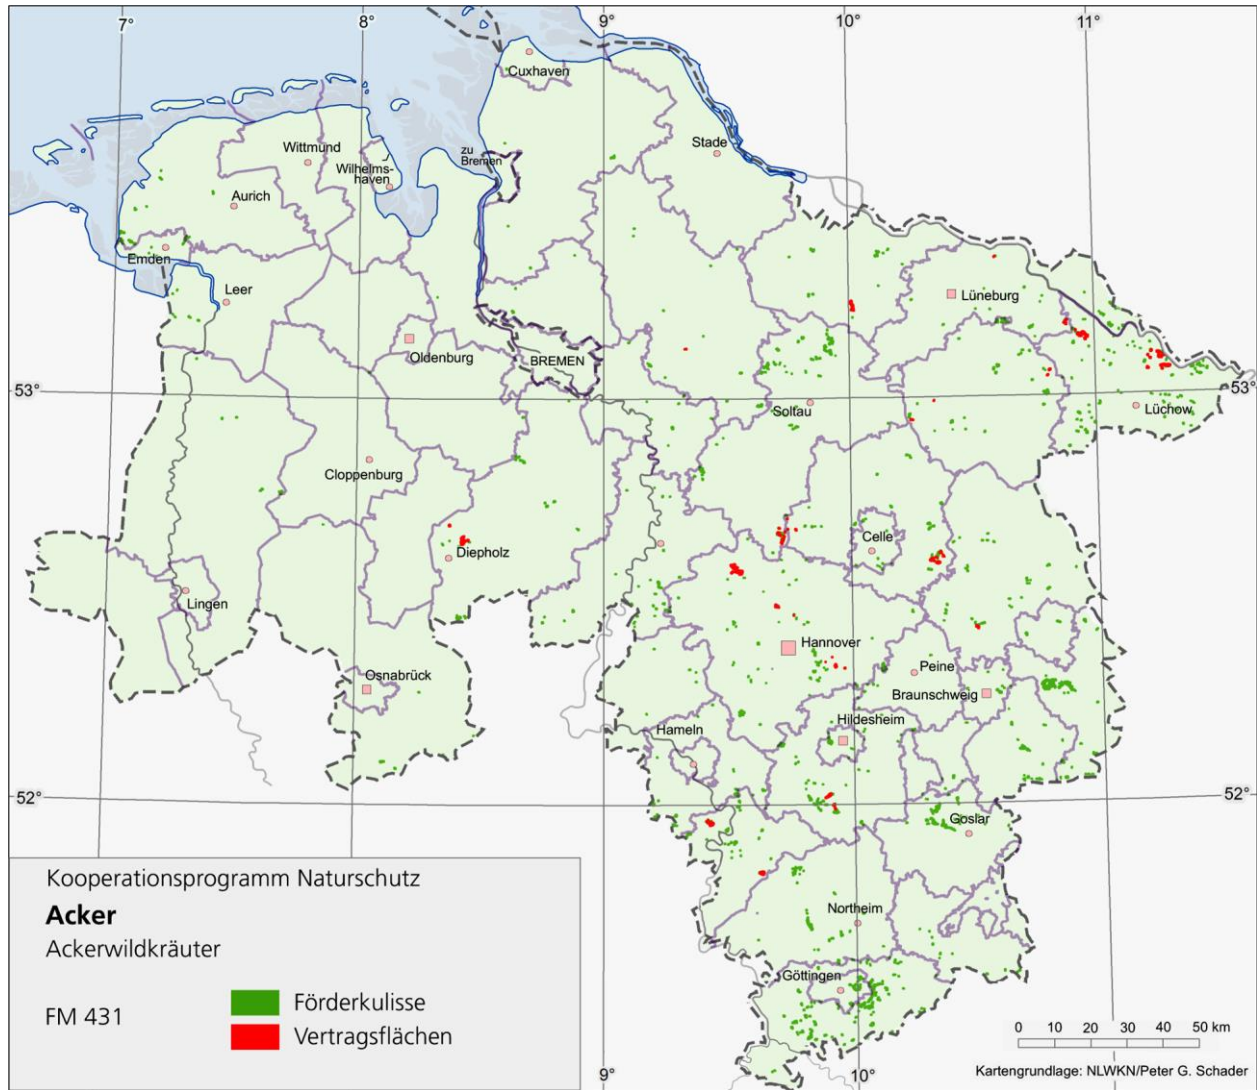 7°
8°
9°
10°
11°
Cuxhaven
Stade
zu
Bremen
Wittmund
Wilhelms-
haven
Aurich
Emden
Leer
Lüneburg
Oldenburg
BREMEN
53°
53°
Soltau
Lüchow
Cloppenburg
Celle
Diepholz
Lingen
Hannover
Osnabrück
Peine
Braunschweig
Hildesheim
Hameln
52°
52°
Goslar
Northeim
Göttingen
Kooperationsprogramm Naturschutz
Acker
Ackerwildkräuter
FM 431
Förderkulisse
Vertragsflächen
0 10 20 30 40 50 km
Kartengrundlage: NLWKN/Peter G. Schader
9°
10°